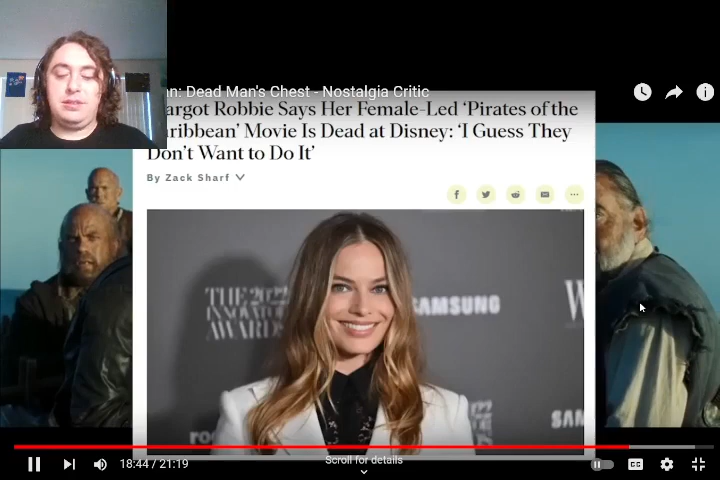 n: Dead Man's Chest - Nostalgia Critic
argot Robbie Says Her Female-Led 'Pirates of the
aribbean' Movie Is Dead at Disney: 'I Guess They
Don't Want to Do It'
By Zack Sharf
THE 2022
INNOVATOR
AWARDS
SAMSUNG
W
SAM
18:44 / 21:19
Scroll for details
CC